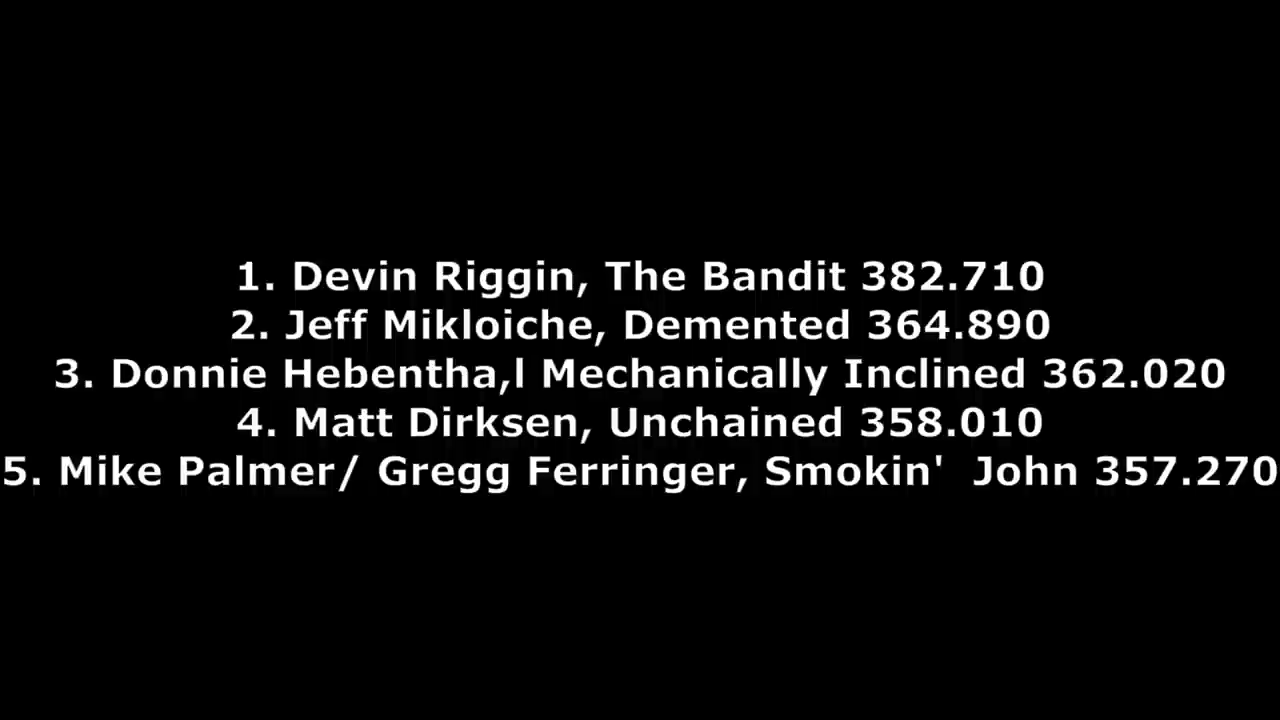 1. Devin Riggin, The Bandit 382.710
2. Jeff Mikloiche, Demented 364.890
3. Donnie Hebentha,l Mechanically Inclined 362.020
4. Matt Dirksen, Unchained 358.010
5. Mike Palmer/ Gregg Ferringer, Smokin'  John 357.270